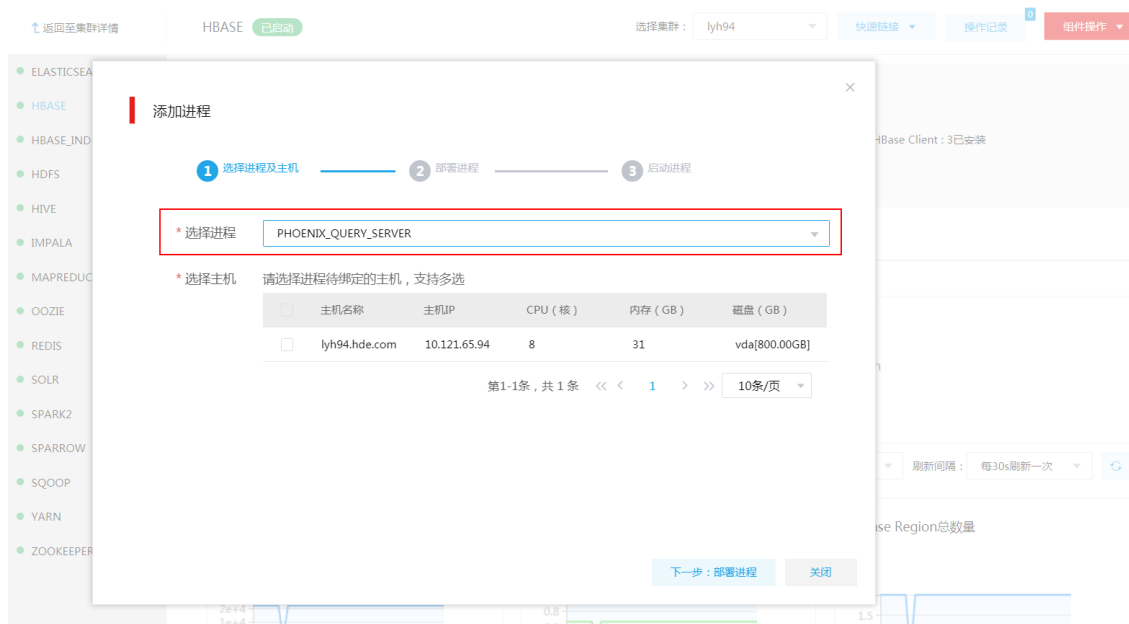 返回至集群详情
HBASE 已启动
选择集群： lyh94
快速链接
操作记录
0
组件操作
ELASTICSEA
HBASE
HBASE_IND
HDFS
HIVE
IMPALA
MAPREDUC
OOZIE
REDIS
SOLR
SPARK2
SPARROW
SQOOP
YARN
ZOOKEEPER
添加进程
1 选择进程及主机
2 部署进程
3 启动进程
* 选择进程 PHOENIX_QUERY_SERVER
* 选择主机 请选择进程待绑定的主机，支持多选
主机名称 主机IP CPU（核） 内存（GB） 磁盘（GB）
lyh94.hde.com 10.121.65.94 8 31 vda[800.00GB]
第1-1条，共 1 条 << < 1 > >> 10条/页
下一步：部署进程
关闭
HBase Client : 3已安装
刷新间隔： 每30s刷新一次
ase Region总数量
2e+4
1e+4
0.8
1.5